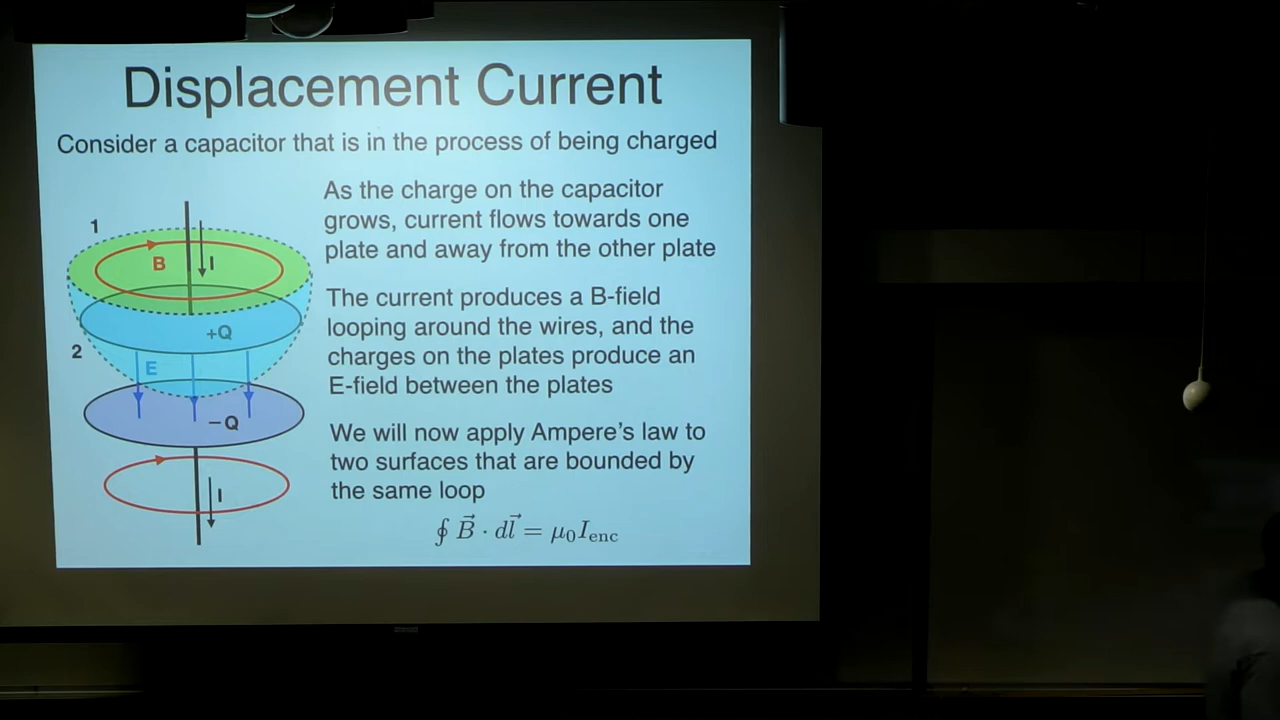 Displacement Current
Consider a capacitor that is in the process of being charged
As the charge on the capacitor
grows, current flows towards one
plate and away from the other plate
The current produces a B-field
looping around the wires, and the
charges on the plates produce an
E-field between the plates
We will now apply Ampere's law to
two surfaces that are bounded by
the same loop
∮ B⃗ · dl⃗ = μ₀I_enc
1
B
I
+Q
2
E
−Q
I